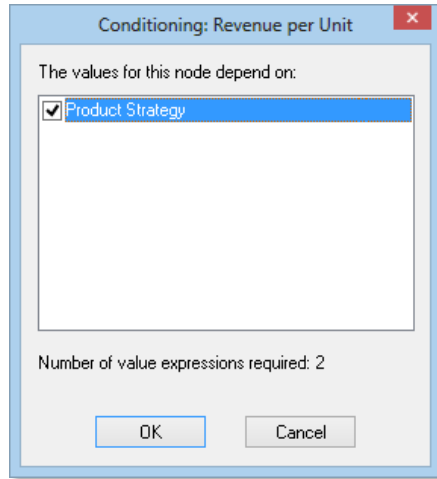 Conditioning: Revenue per Unit
The values for this node depend on:
Product Strategy
Number of value expressions required: 2
OK Cancel